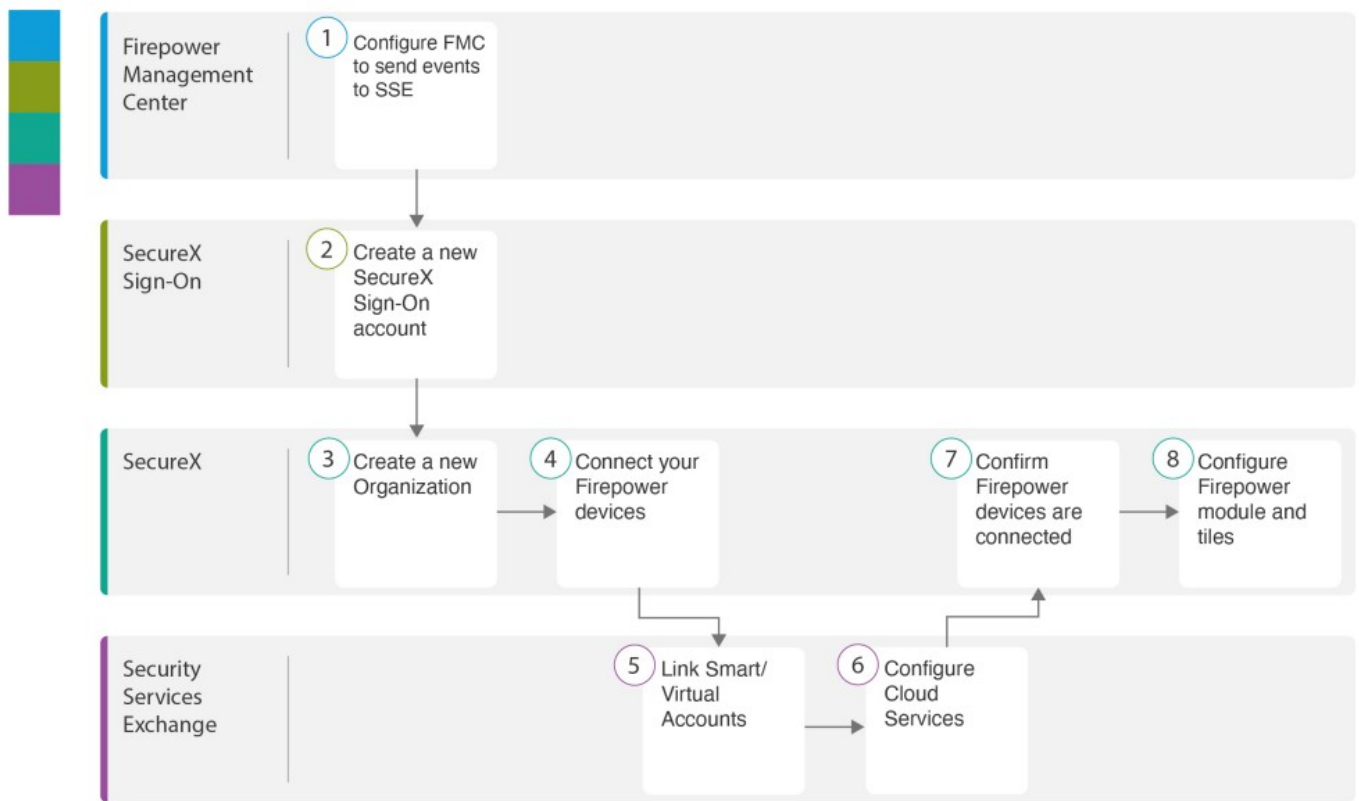 Firepower
Management
Center
1
Configure FMC
to send events
to SSE
SecureX
Sign-On
2
Create a new
SecureX
Sign-On
account
SecureX
3
Create a new
Organization
4
Connect your
Firepower
devices
7
Confirm
Firepower
devices are
connected
8
Configure
Firepower
module and
tiles
Security
Services
Exchange
5
Link Smart/
Virtual
Accounts
6
Configure
Cloud
Services